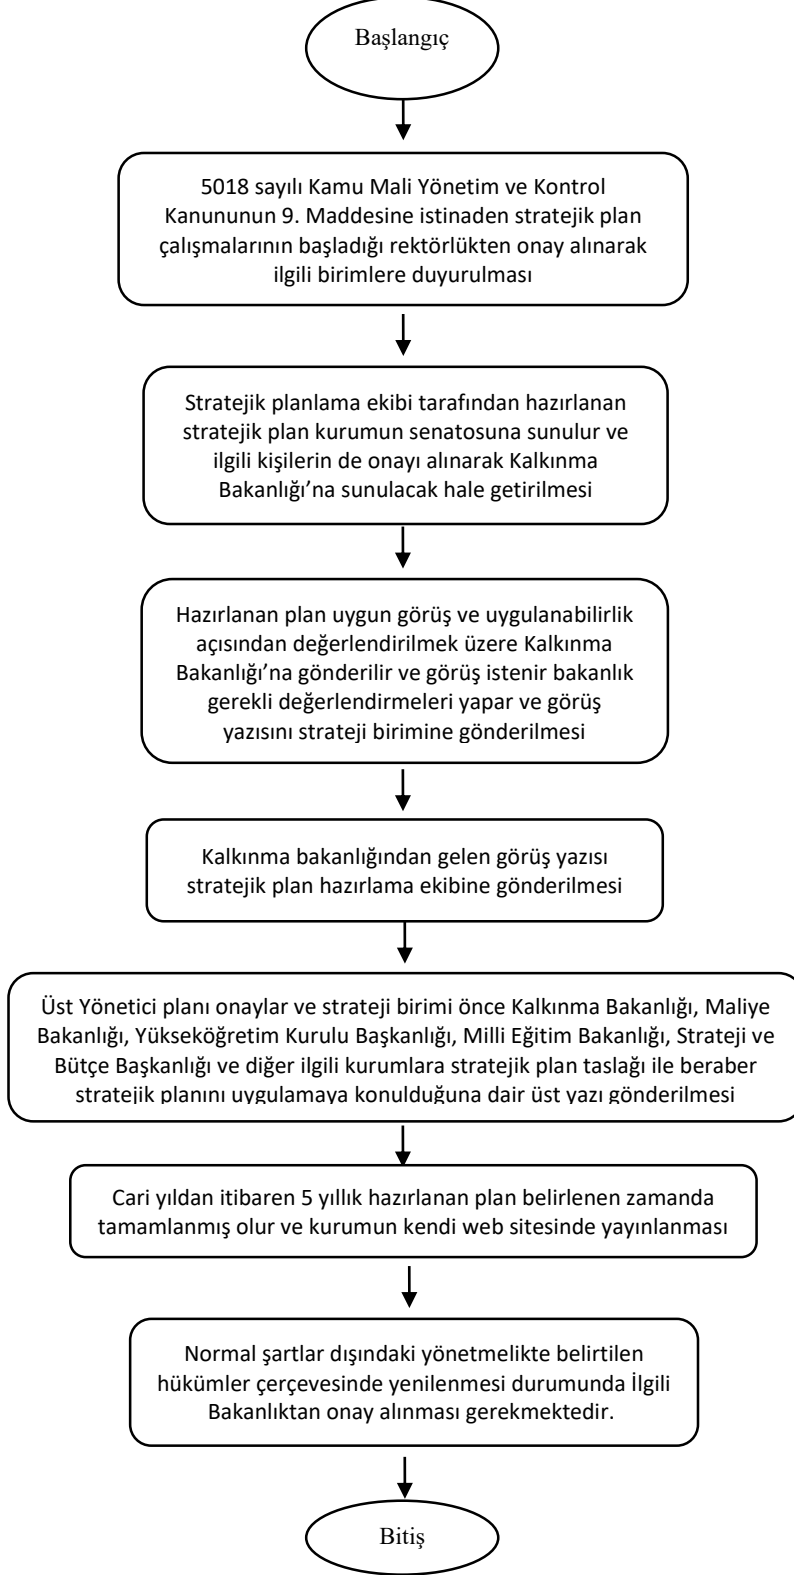 Başlangıç
5018 sayılı Kamu Mali Yönetim ve Kontrol
Kanununun 9. Maddesine istinaden stratejik plan
çalışmalarının başladığı rektörlükten onay alınarak
ilgili birimlere duyurulması
Stratejik planlama ekibi tarafından hazırlanan
stratejik plan kurumun senatosuna sunulur ve
ilgili kişilerin de onayı alınarak Kalkınma
Bakanlığı’na sunulacak hale getirilmesi
Hazırlanan plan uygun görüş ve uygulanabilirlik
açısından değerlendirilmek üzere Kalkınma
Bakanlığı’na gönderilir ve görüş istenir bakanlık
gerekli değerlendirmeleri yapar ve görüş
yazısını strateji birimine gönderilmesi
Kalkınma bakanlığından gelen görüş yazısı
stratejik plan hazırlama ekibine gönderilmesi
Üst Yönetici planı onaylar ve strateji birimi önce Kalkınma Bakanlığı, Maliye
Bakanlığı, Yükseköğretim Kurulu Başkanlığı, Milli Eğitim Bakanlığı, Strateji ve
Bütçe Başkanlığı ve diğer ilgili kurumlara stratejik plan taslağı ile beraber
stratejik planını uygulamaya konulduğuna dair üst yazı gönderilmesi
Cari yıldan itibaren 5 yıllık hazırlanan plan belirlenen zamanda
tamamlanmış olur ve kurumun kendi web sitesinde yayınlanması
Normal şartlar dışındaki yönetmelikte belirtilen
hükümler çerçevesinde yenilenmesi durumunda İlgili
Bakanlıktan onay alınması gerekmektedir.
Bitiş